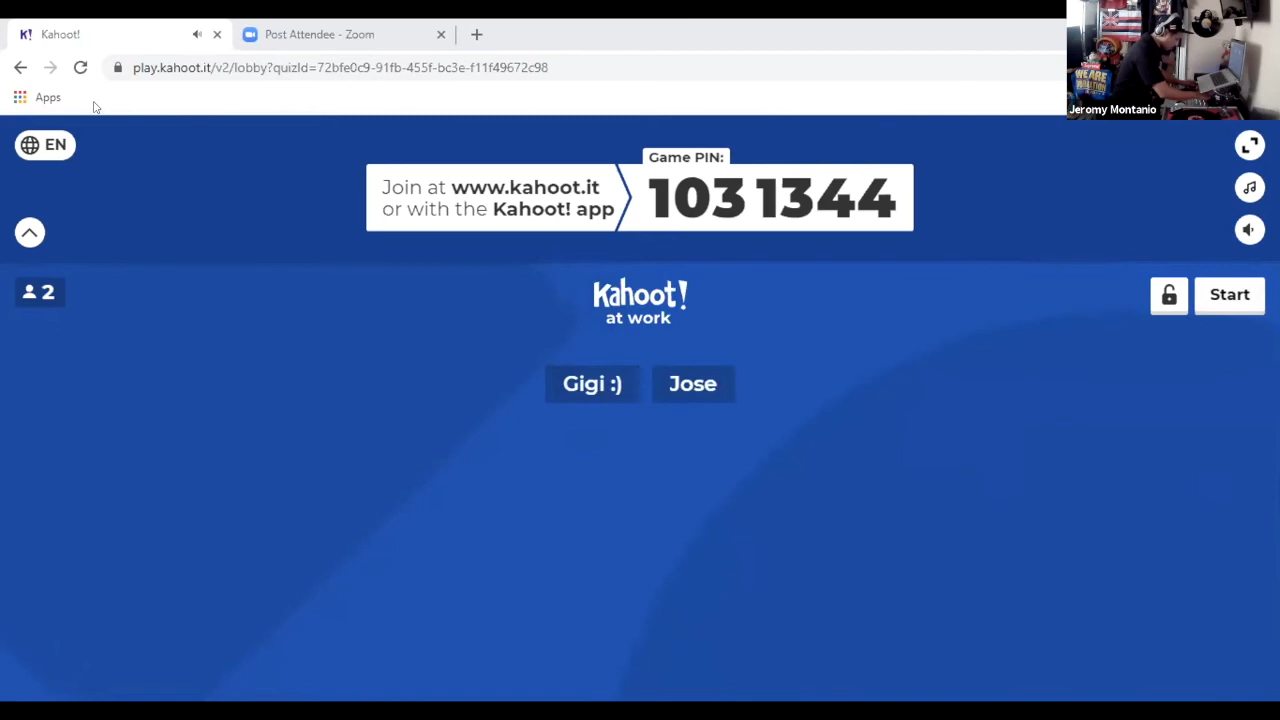 K! Kahoot!
Post Attendee - Zoom
play.kahoot.it/v2/lobby?quizId=72bfe0c9-91fb-455f-bc3e-f11f49672c98
Apps
WE ARE
Jeromy Montanio
EN
Join at www.kahoot.it
or with the Kahoot! app
Game PIN:
103 1344
2
Kahoot!
at work
Start
Gigi :)
Jose